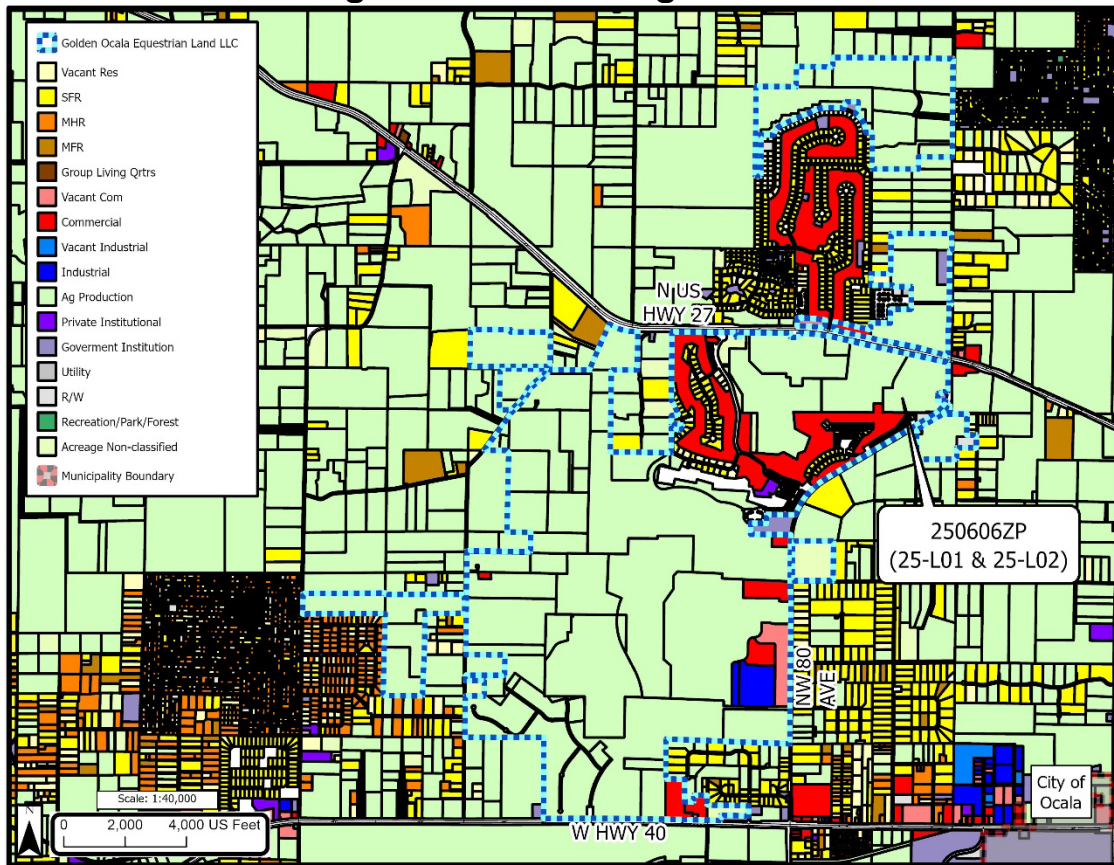 Golden Ocala Equestrian Land LLC
Vacant Res
SFR
MHR
MFR
Group Living Qrtrs
Vacant Com
Commercial
Vacant Industrial
Industrial
Ag Production
Private Institutional
Goverment Institution
Utility
R/W
Recreation/Park/Forest
Acreage Non-classified
Municipality Boundary
N US
HWY 27
250606ZP
(25-L01 & 25-L02)
NW 80
AVE
City of
Ocala
Scale: 1:40,000
N
0 2,000 4,000 US Feet
W HWY 40